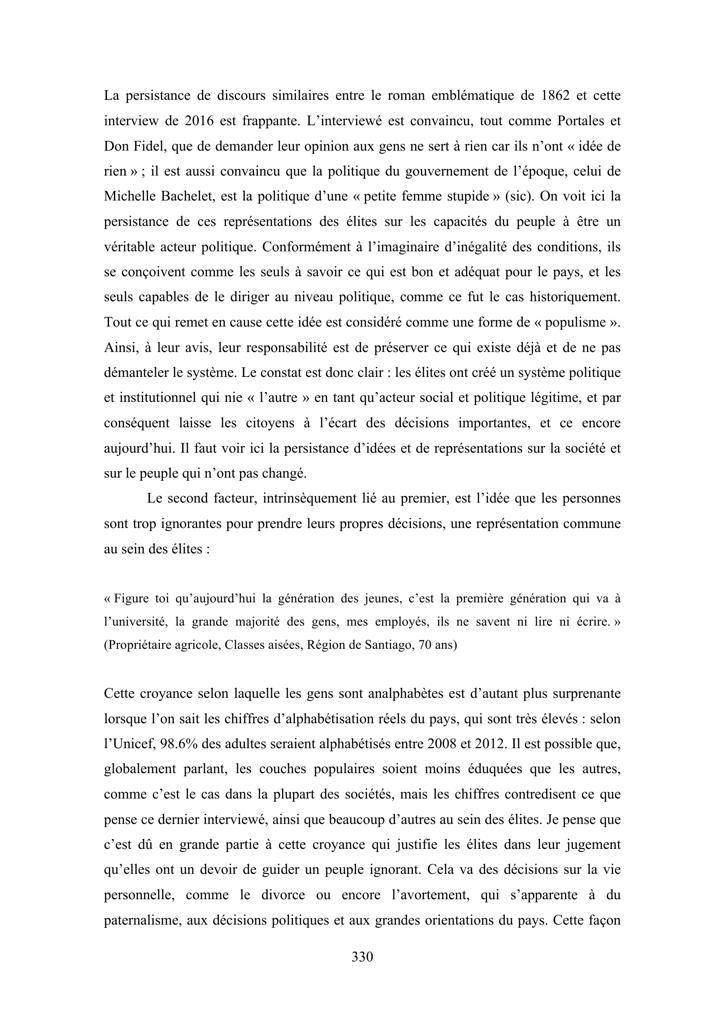 La persistance de discours similaires entre le roman emblématique de 1862 et cette
interview de 2016 est frappante. L’interviewé est convaincu, tout comme Portales et
Don Fidel, que de demander leur opinion aux gens ne sert à rien car ils n’ont « idée de
rien » ; il est aussi convaincu que la politique du gouvernement de l’époque, celui de
Michelle Bachelet, est la politique d’une « petite femme stupide » (sic). On voit ici la
persistance de ces représentations des élites sur les capacités du peuple à être un
véritable acteur politique. Conformément à l’imaginaire d’inégalité des conditions, ils
se conçoivent comme les seuls à savoir ce qui est bon et adéquat pour le pays, et les
seuls capables de le diriger au niveau politique, comme ce fut le cas historiquement.
Tout ce qui remet en cause cette idée est considéré comme une forme de « populisme ».
Ainsi, à leur avis, leur responsabilité est de préserver ce qui existe déjà et de ne pas
démanteler le système. Le constat est donc clair : les élites ont créé un système politique
et institutionnel qui nie « l’autre » en tant qu’acteur social et politique légitime, et par
conséquent laisse les citoyens à l’écart des décisions importantes, et ce encore
aujourd’hui. Il faut voir ici la persistance d’idées et de représentations sur la société et
sur le peuple qui n’ont pas changé.
Le second facteur, intrinsèquement lié au premier, est l’idée que les personnes
sont trop ignorantes pour prendre leurs propres décisions, une représentation commune
au sein des élites :
« Figure toi qu’aujourd’hui la génération des jeunes, c’est la première génération qui va à
l’université, la grande majorité des gens, mes employés, ils ne savent ni lire ni écrire. »
(Propriétaire agricole, Classes aisées, Région de Santiago, 70 ans)
Cette croyance selon laquelle les gens sont analphabètes est d’autant plus surprenante
lorsque l’on sait les chiffres d’alphabétisation réels du pays, qui sont très élevés : selon
l’Unicef, 98.6% des adultes seraient alphabétisés entre 2008 et 2012. Il est possible que,
globalement parlant, les couches populaires soient moins éduquées que les autres,
comme c’est le cas dans la plupart des sociétés, mais les chiffres contredisent ce que
pense ce dernier interviewé, ainsi que beaucoup d’autres au sein des élites. Je pense que
c’est dû en grande partie à cette croyance qui justifie les élites dans leur jugement
qu’elles ont un devoir de guider un peuple ignorant. Cela va des décisions sur la vie
personnelle, comme le divorce ou encore l’avortement, qui s’apparente à du
paternalisme, aux décisions politiques et aux grandes orientations du pays. Cette façon
330